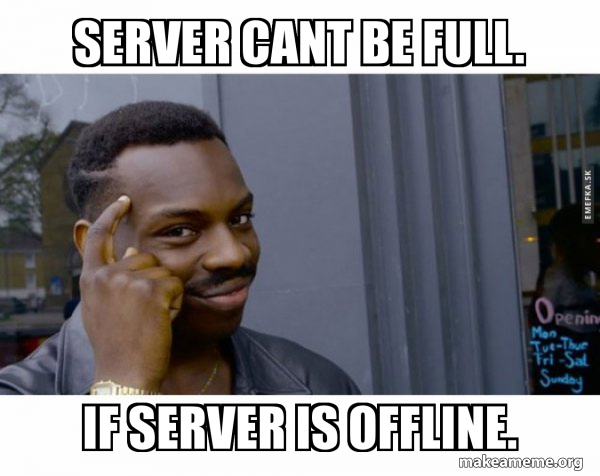 SERVER CANT BE FULL.
EMEFKA.SK
Openin
Mon
Tue-Thur
Fri -Sat
Sunday
IF SERVER IS OFFLINE.
makeameme.org